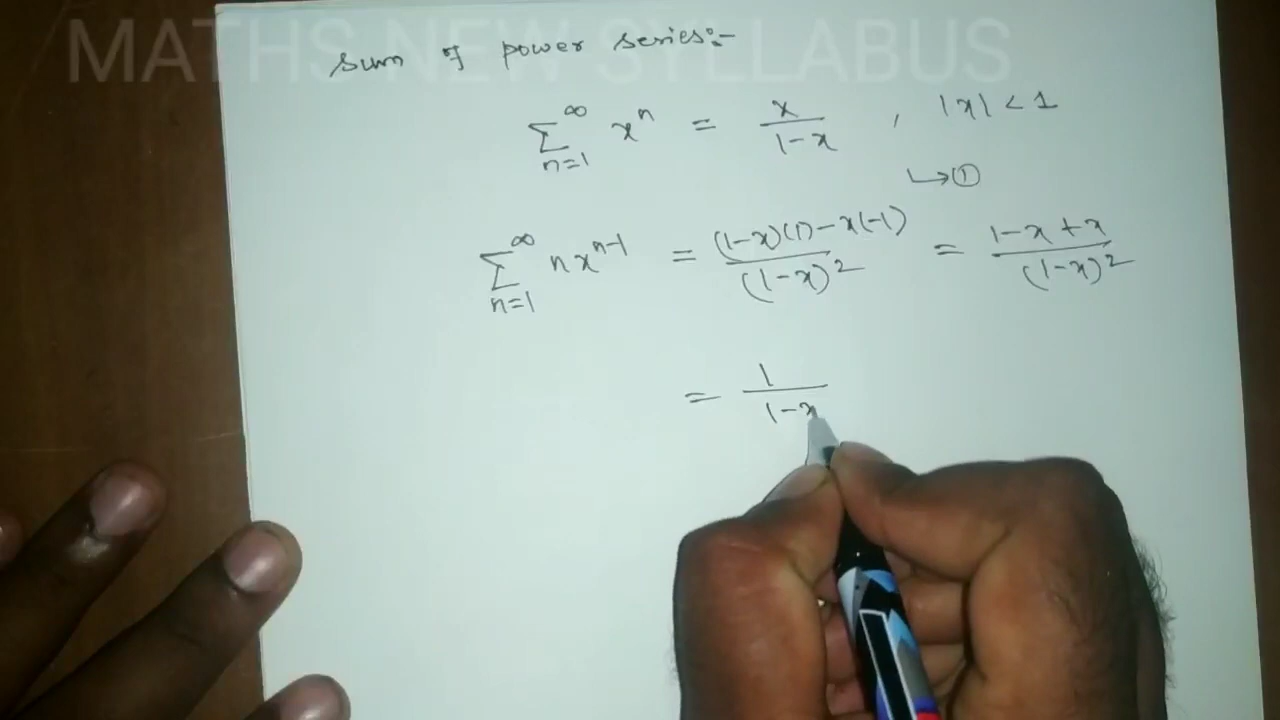 MATHS NEW SYLLABUS
Sum of power series:-
∑_{n=1}^{∞} x^n = x/(1-x) , |x| < 1
↳ ①
∑_{n=1}^{∞} nx^{n-1} = ((1-x)(1)-x(-1))/(1-x)^2 = (1-x+x)/(1-x)^2
= 1/(1-x